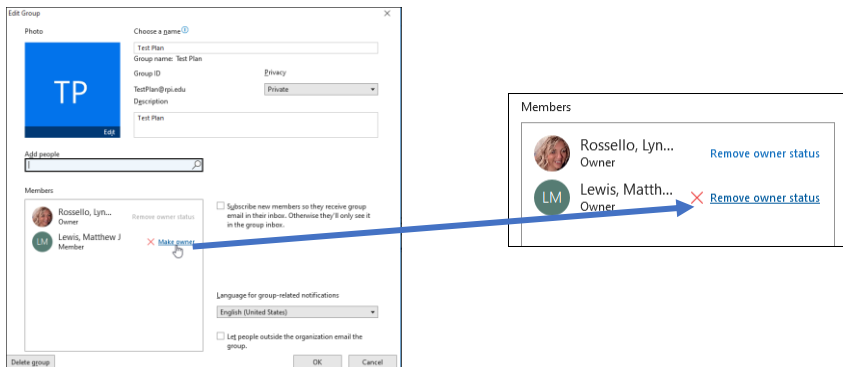 Edit Group
Photo
Choose a name
Test Plan
Group name: Test Plan
Group ID
Privacy
TestPlan@rpi.edu
Private
Description
Test Plan
TP
Edit
Add people
Members
Rossello, Lyn...
Owner
Remove owner status
Lewis, Matthew J
Member
Make owner
LM
Subscribe new members so they receive group
email in their inbox. Otherwise they'll only see it
in the group inbox.
Language for group-related notifications
English (United States)
Let people outside the organization email the
group.
Delete group
OK
Cancel
Members
Rossello, Lyn...
Owner
Remove owner status
LM
Lewis, Matth...
Owner
Remove owner status